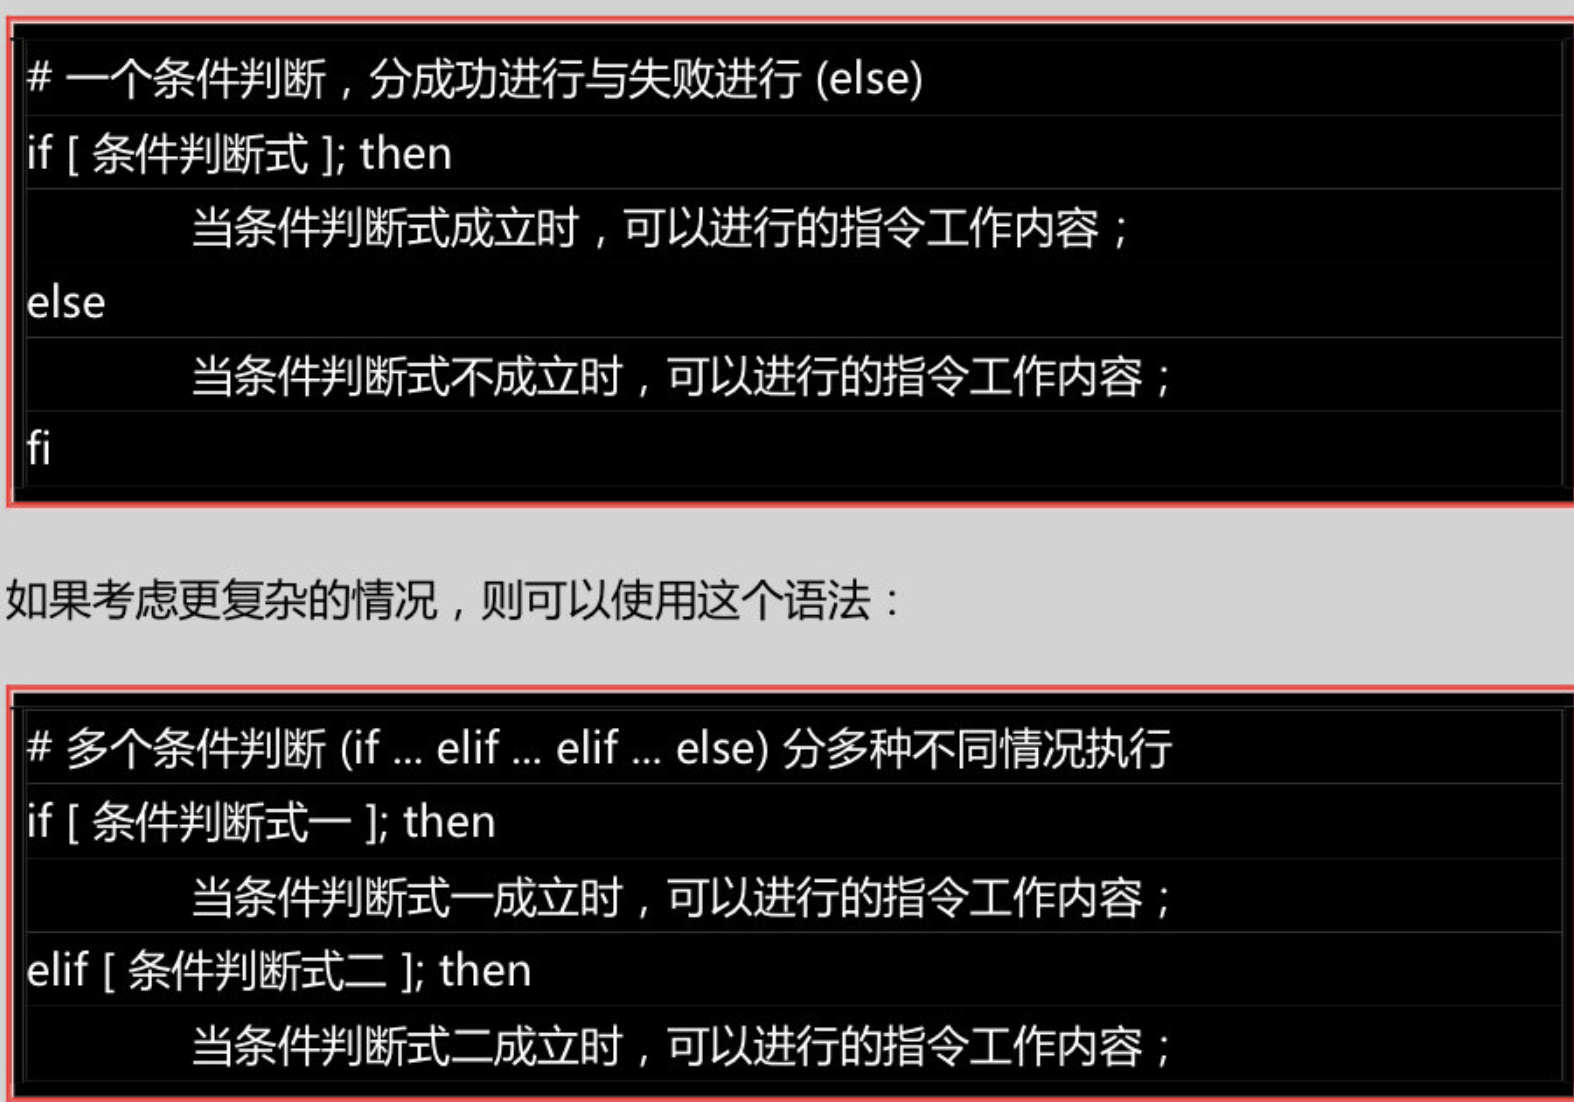 # 一个条件判断，分成功进行与失败进行 (else)
if [ 条件判断式 ]; then
当条件判断式成立时，可以进行的指令工作内容；
else
当条件判断式不成立时，可以进行的指令工作内容；
fi
如果考虑更复杂的情况，则可以使用这个语法：
# 多个条件判断 (if ... elif ... elif ... else) 分多种不同情况执行
if [ 条件判断式一 ]; then
当条件判断式一成立时，可以进行的指令工作内容；
elif [ 条件判断式二 ]; then
当条件判断式二成立时，可以进行的指令工作内容；